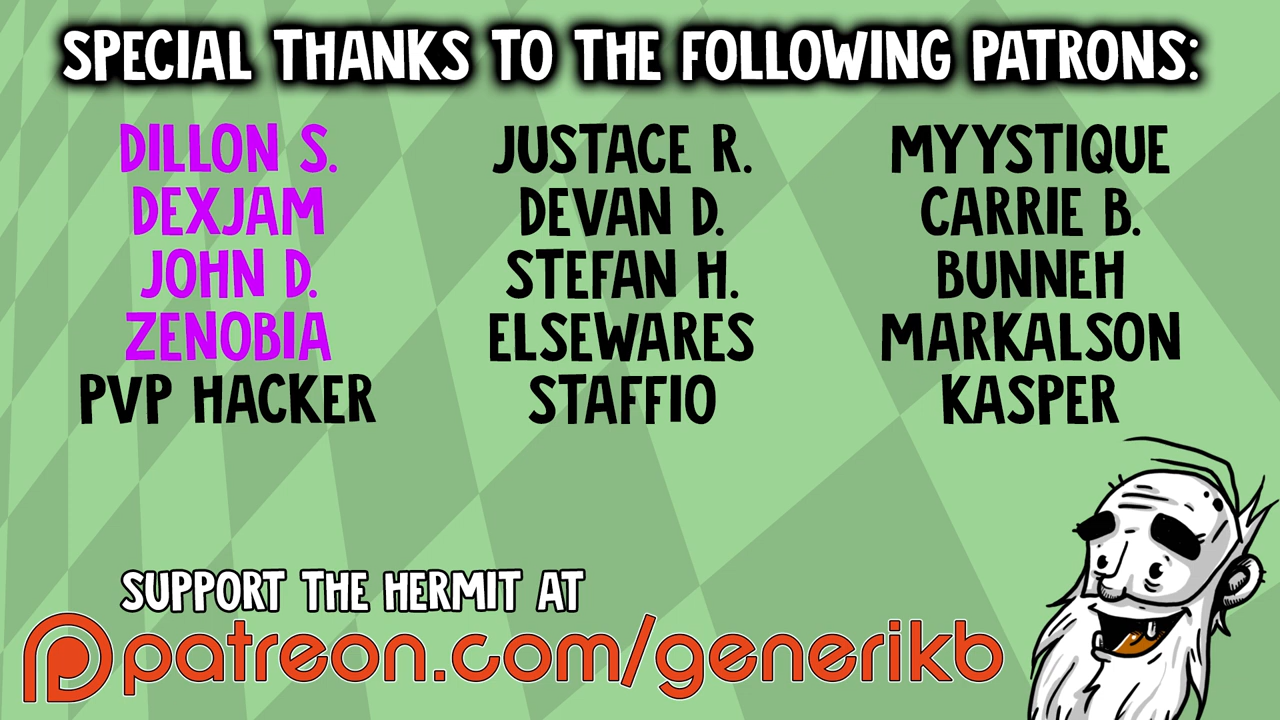 SPECIAL THANKS TO THE FOLLOWING PATRONS:
DILLON S.
DEXJAM
JOHN D.
ZENOBIA
PVP HACKER
JUSTACE R.
DEVAN D.
STEFAN H.
ELSEWARES
STAFFIO
MYYSTIQUE
CARRIE B.
BUNNEH
MARKALSON
KASPER
SUPPORT THE HERMIT AT
patreon.com/generikb